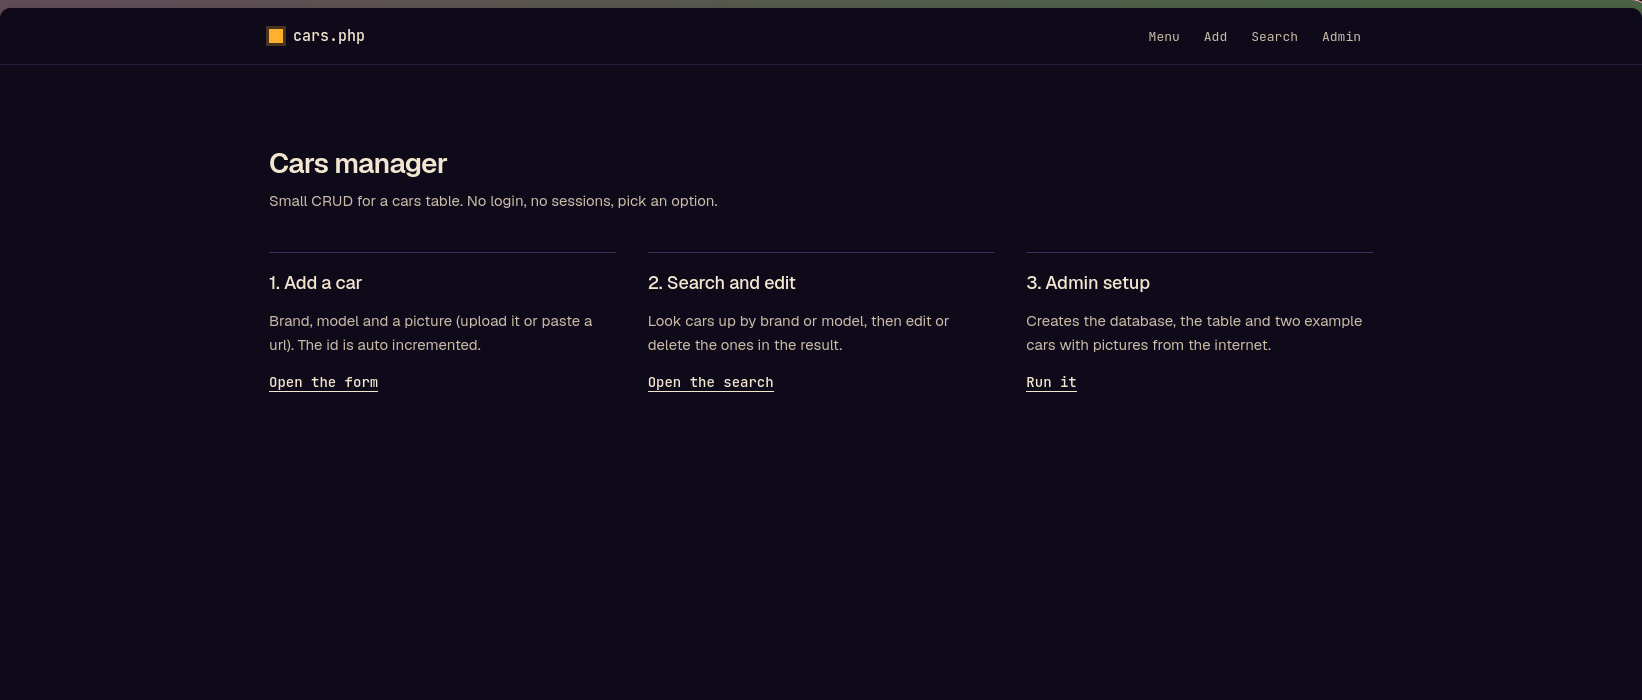 cars.php
Menu Add Search Admin
Cars manager
Small CRUD for a cars table. No login, no sessions, pick an option.
1. Add a car
Brand, model and a picture (upload it or paste a
url). The id is auto incremented.
Open the form
2. Search and edit
Look cars up by brand or model, then edit or
delete the ones in the result.
Open the search
3. Admin setup
Creates the database, the table and two example
cars with pictures from the internet.
Run it